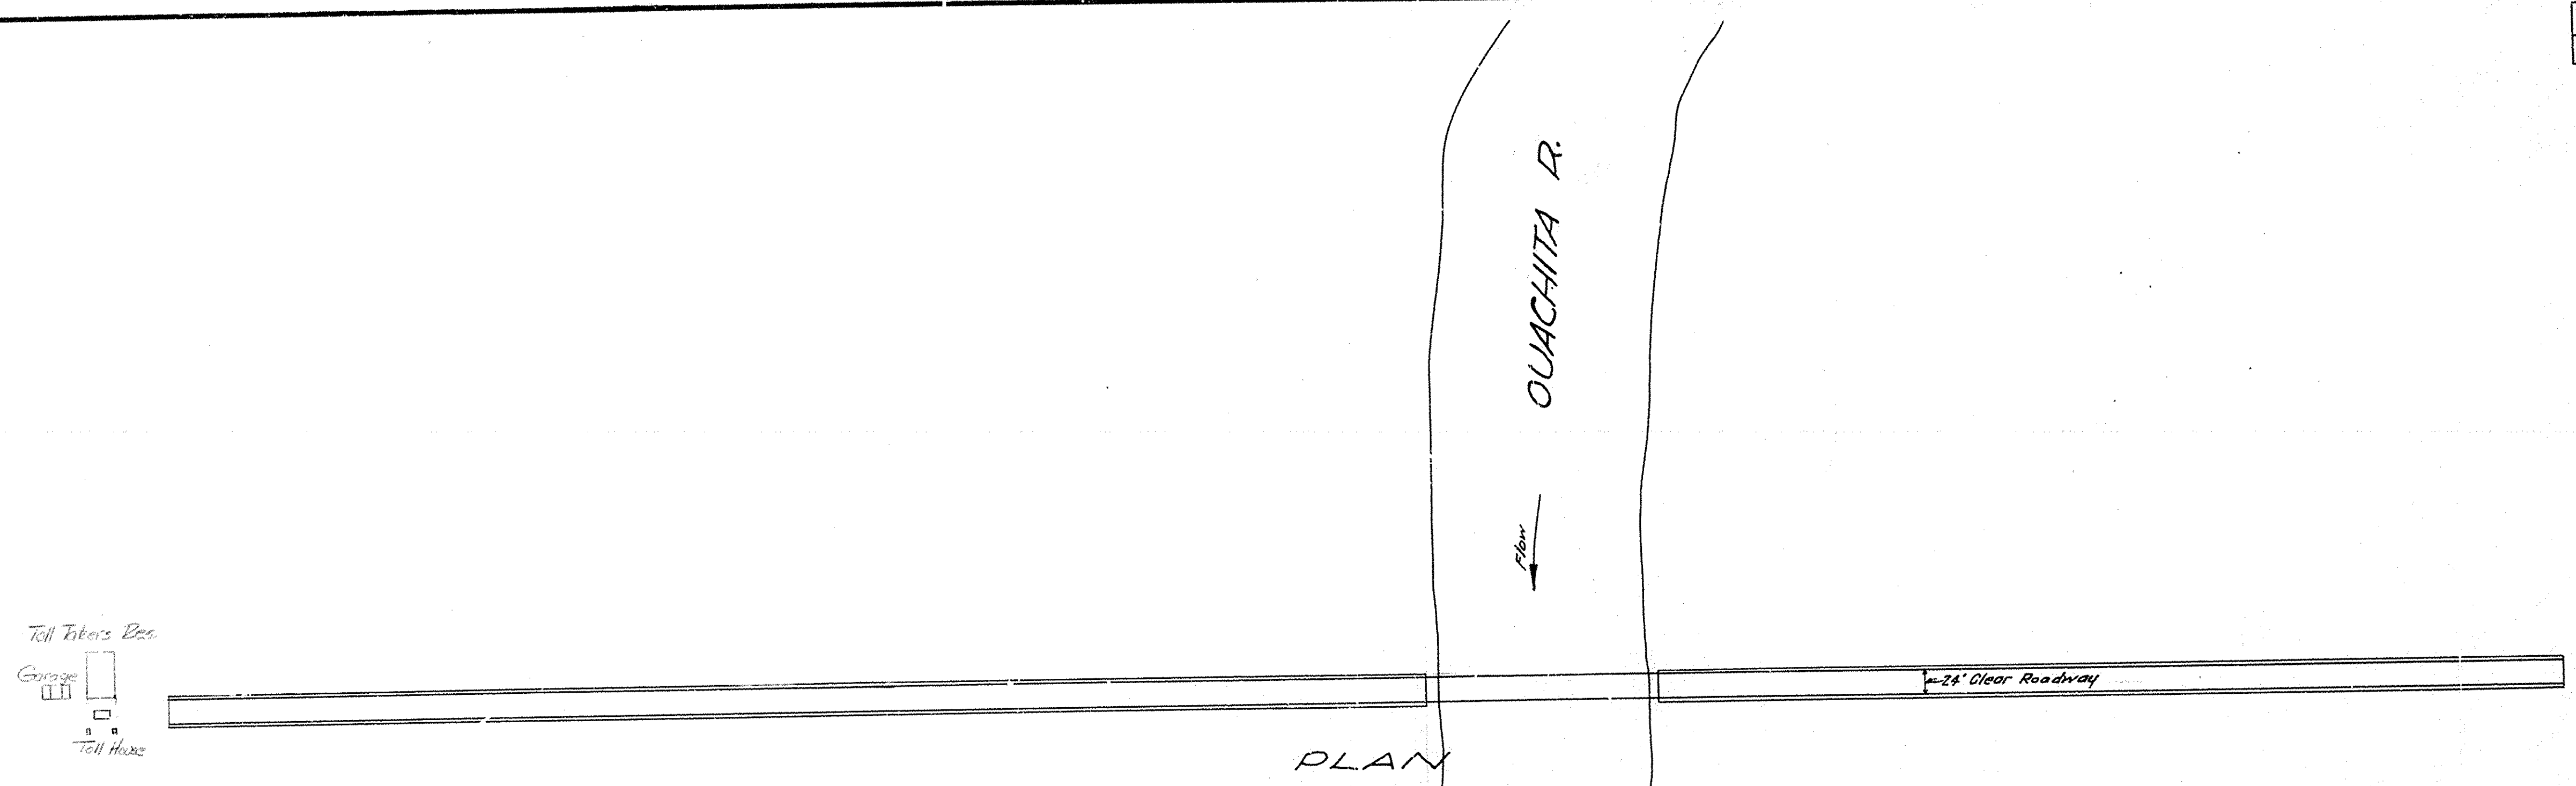 OUACHITA R.
Flow
Toll Takers Res.
Garage
Toll House
24' Clear Roadway
PLAN